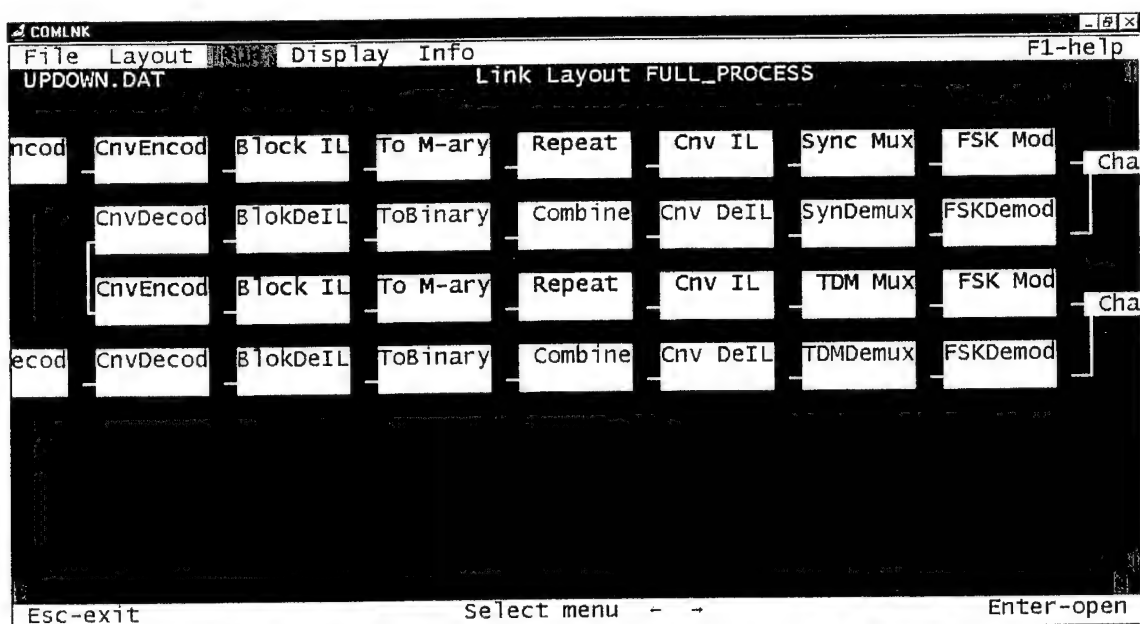 COMLNK
File Layout Run Display Info F1-help
UPDOWN.DAT Link Layout FULL_PROCESS
ncod CnvEncod Block IL To M-ary Repeat Cnv IL Sync Mux FSK Mod Cha
CnvDecod BlokDeIL ToBinary Combine Cnv DeIL SynDemux FSKDemod
CnvEncod Block IL To M-ary Repeat Cnv IL TDM Mux FSK Mod Cha
ecod CnvDecod BlokDeIL ToBinary Combine Cnv DeIL TDMDemux FSKDemod
Esc-exit Select menu ← → Enter-open